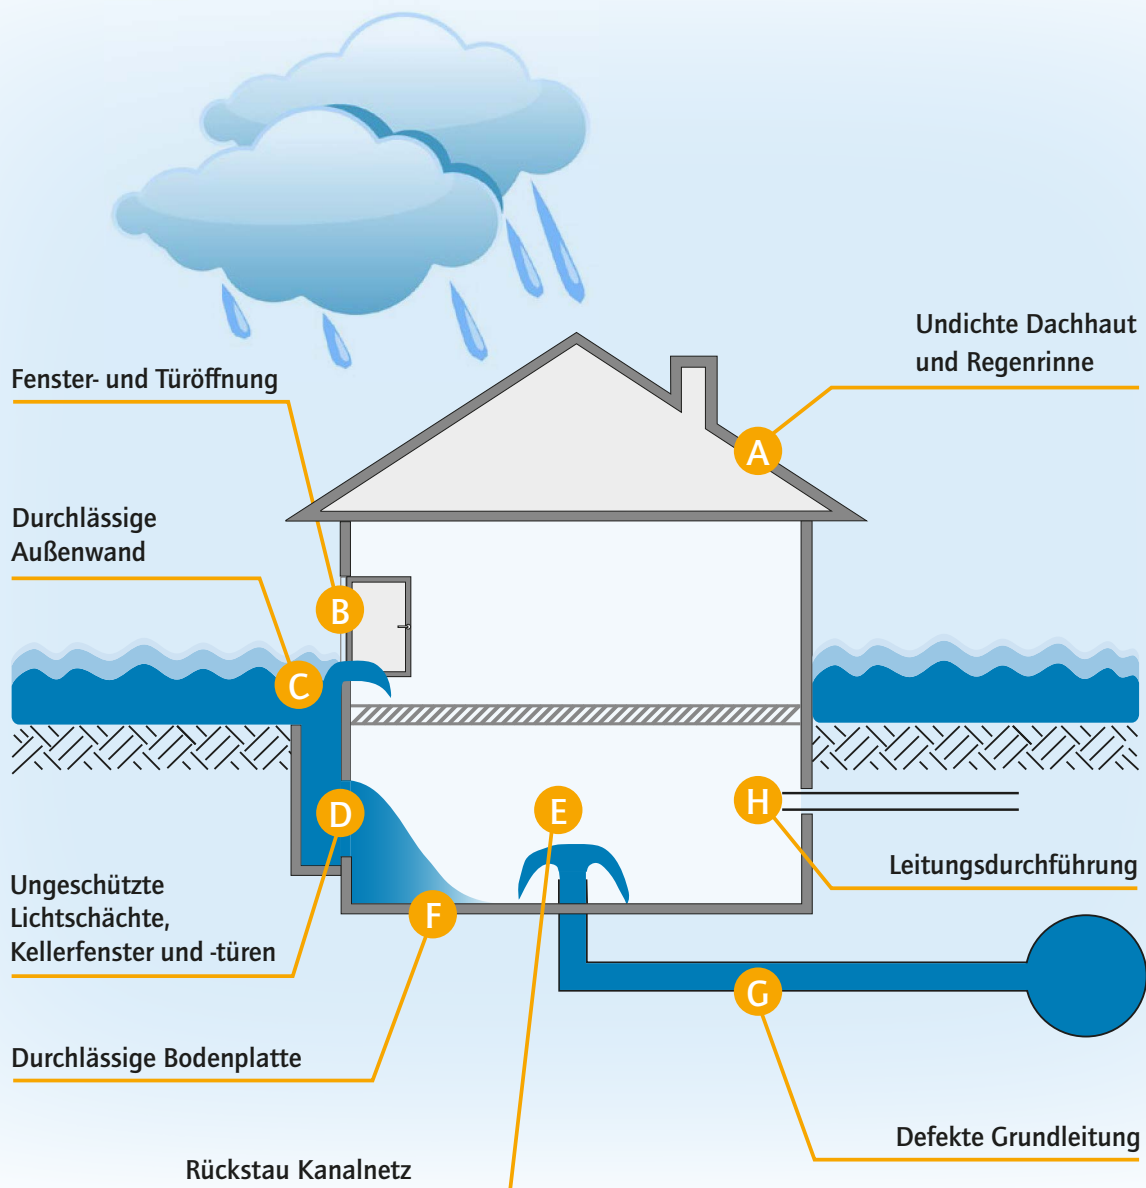 Undichte Dachhaut
und Regenrinne
Fenster- und Türöffnung
A
Durchlässige
Außenwand
B
C
D
E
H
Leitungsdurchführung
Ungeschützte
Lichtschächte,
Kellerfenster und -türen
F
G
Durchlässige Bodenplatte
Defekte Grundleitung
Rückstau Kanalnetz